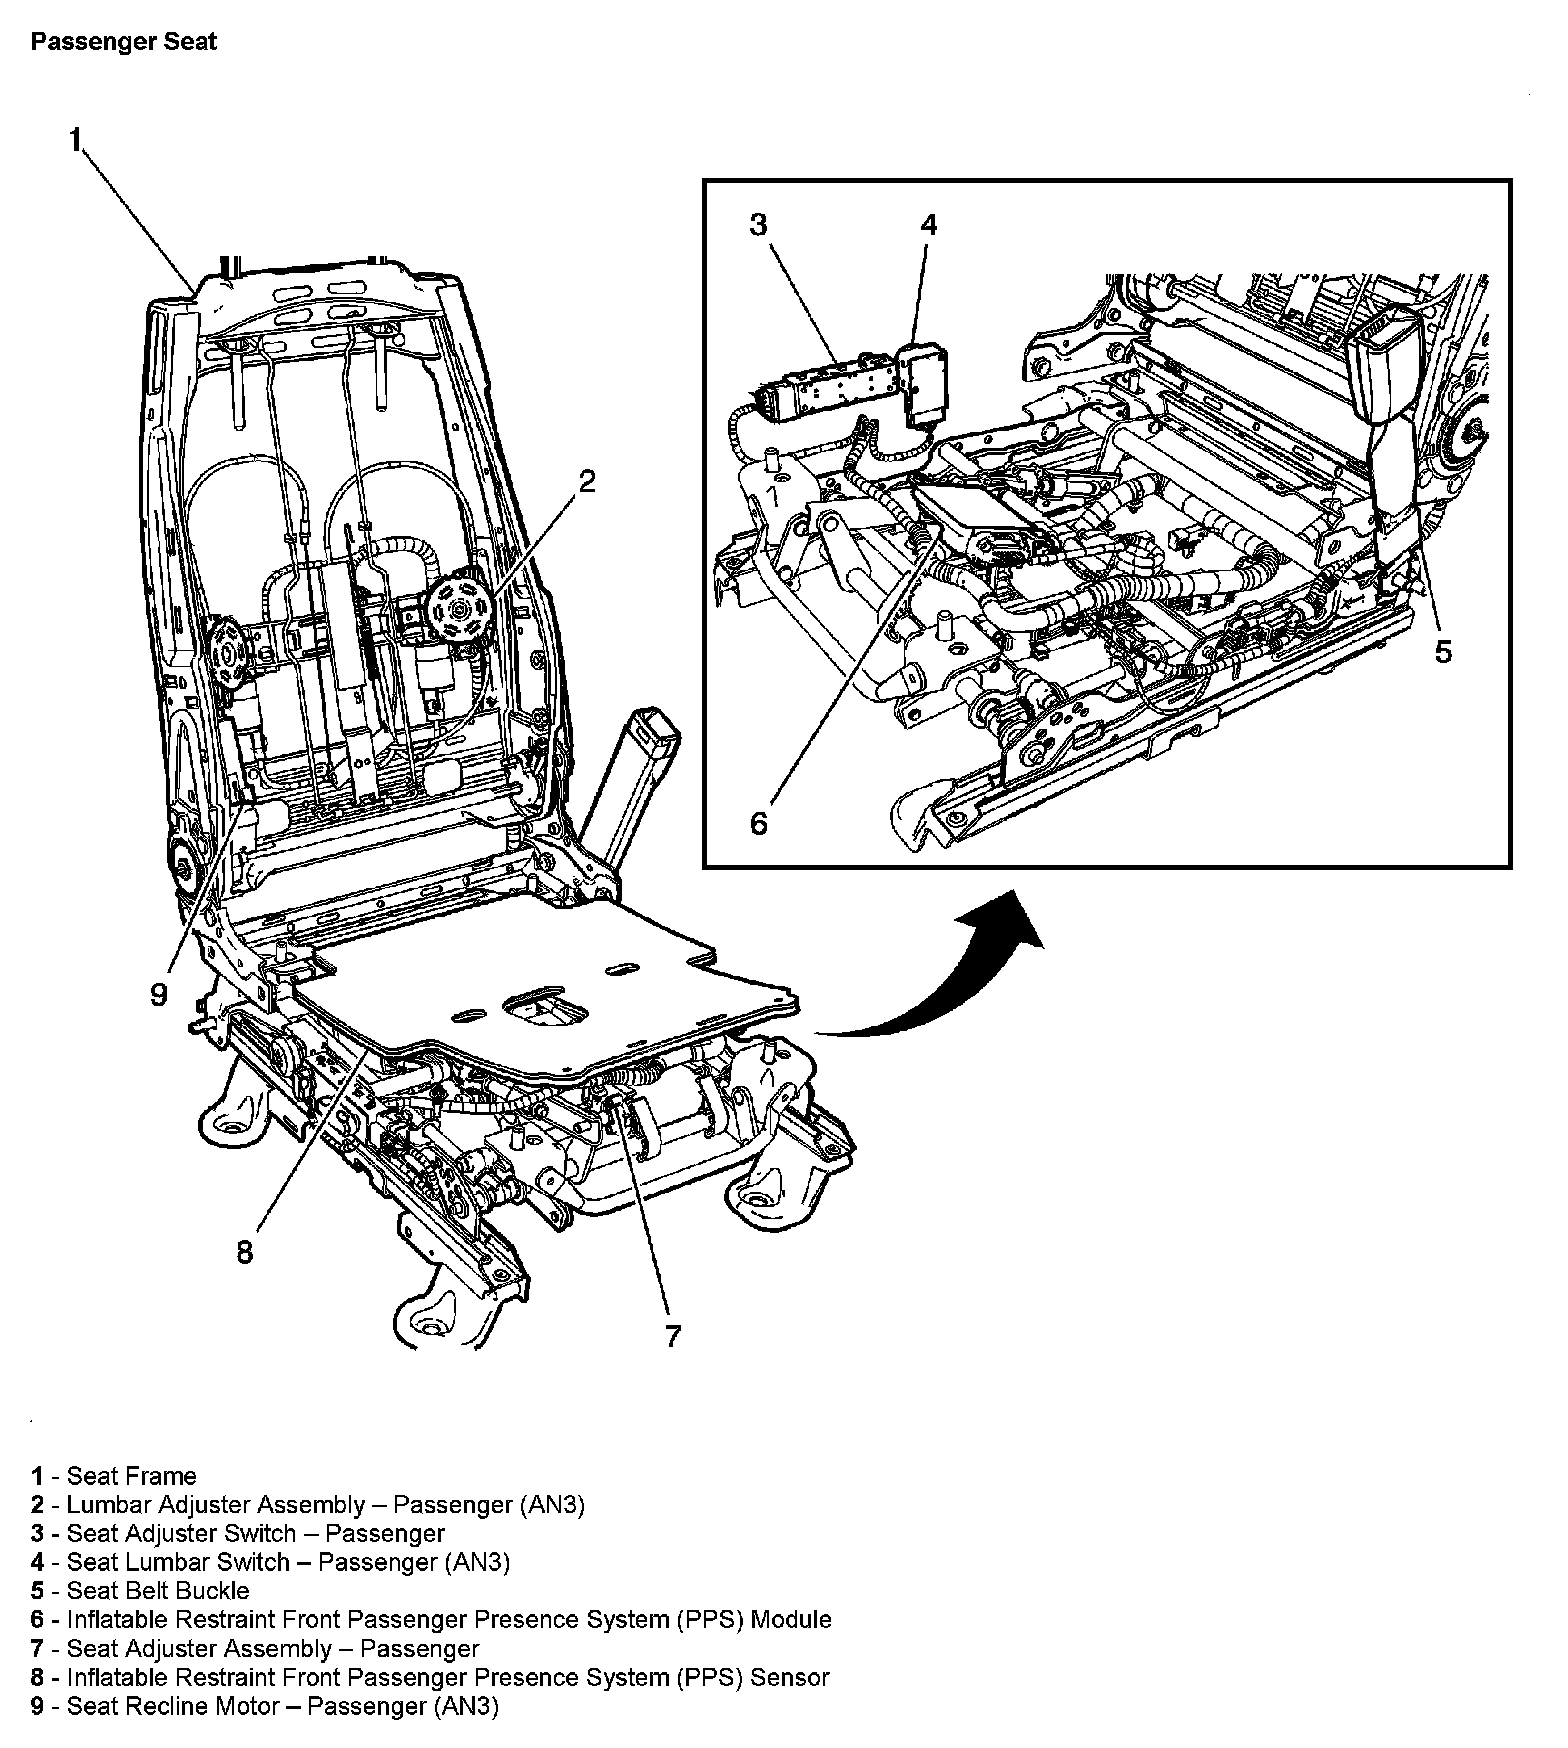 Passenger Seat
1
2
3
4
5
6
7
8
9
1 - Seat Frame
2 - Lumbar Adjuster Assembly – Passenger (AN3)
3 - Seat Adjuster Switch – Passenger
4 - Seat Lumbar Switch – Passenger (AN3)
5 - Seat Belt Buckle
6 - Inflatable Restraint Front Passenger Presence System (PPS) Module
7 - Seat Adjuster Assembly – Passenger
8 - Inflatable Restraint Front Passenger Presence System (PPS) Sensor
9 - Seat Recline Motor – Passenger (AN3)